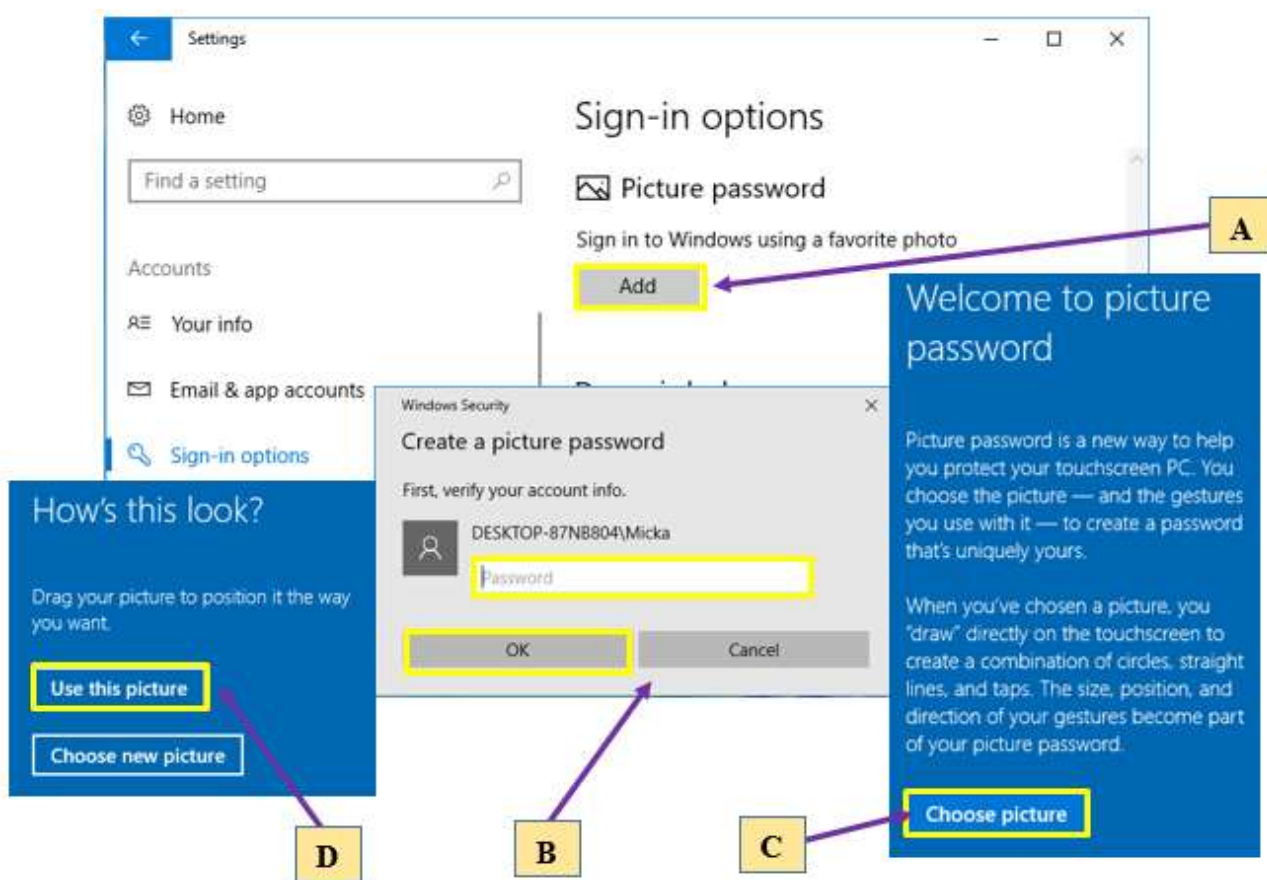 Settings
Home
Find a setting
Accounts
Your info
Email & app accounts
Sign-in options
Sign-in options
Picture password
Sign in to Windows using a favorite photo
Add
A
Windows Security
Create a picture password
First, verify your account info.
DESKTOP-87NB804\Micka
Password
OK
Cancel
B
Welcome to picture
password
Picture password is a new way to help
you protect your touchscreen PC. You
choose the picture — and the gestures
you use with it — to create a password
that's uniquely yours.
When you've chosen a picture, you
"draw" directly on the touchscreen to
create a combination of circles, straight
lines, and taps. The size, position, and
direction of your gestures become part
of your picture password.
Choose picture
C
How's this look?
Drag your picture to position it the way
you want.
Use this picture
Choose new picture
D